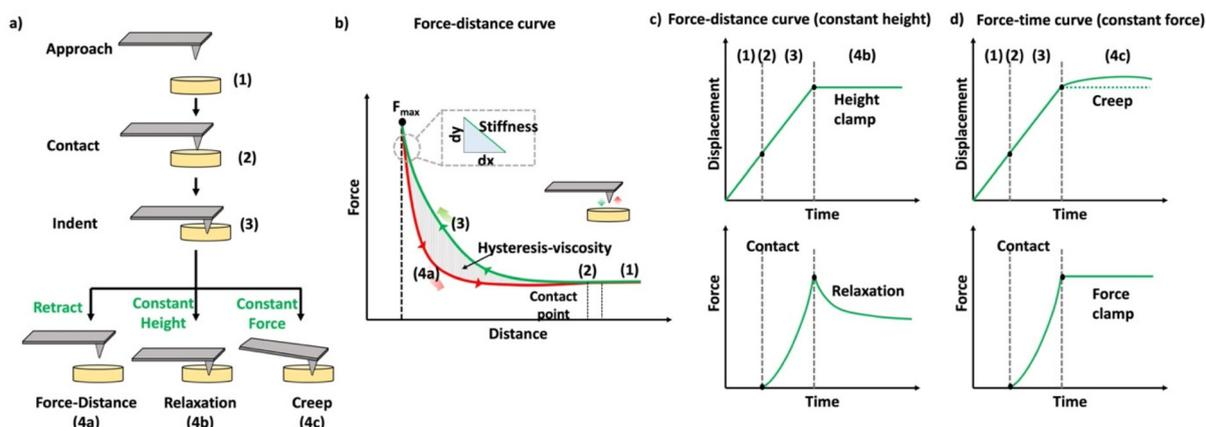 a)
Approach
(1)
Contact
(2)
Indent
(3)
Retract
Constant
Height
Constant
Force
Force-Distance
(4a)
Relaxation
(4b)
Creep
(4c)
b)
Force-distance curve
Fmax
Stiffness
dy
dx
Force
(3)
Hysteresis-viscosity
(4a)
(2)
(1)
Contact
point
Distance
c) Force-distance curve (constant height)
(1) (2) (3) (4b)
Displacement
Height
clamp
Time
Contact
Force
Relaxation
Time
d) Force-time curve (constant force)
(1) (2) (3) (4c)
Displacement
Creep
Time
Contact
Force
Force
clamp
Time